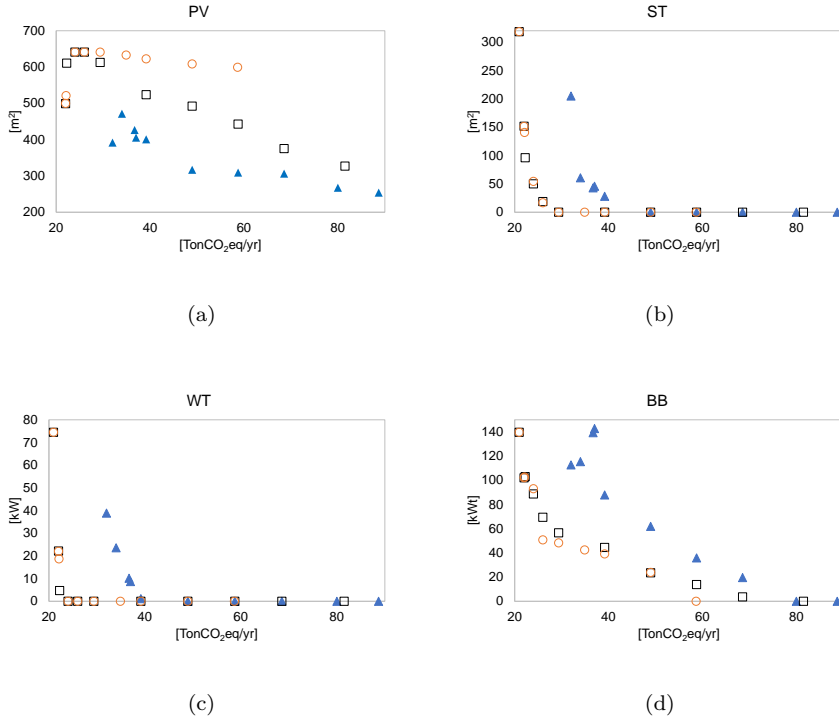 PV
[m²]
700
600
500
400
300
200
20 40 60 80
[TonCO₂eq/yr]
(a)
ST
[m²]
300
250
200
150
100
50
0
20 40 60 80
[TonCO₂eq/yr]
(b)
WT
[kW]
80
70
60
50
40
30
20
10
0
20 40 60 80
[TonCO₂eq/yr]
(c)
BB
[kWt]
140
120
100
80
60
40
20
0
20 40 60 80
[TonCO₂eq/yr]
(d)